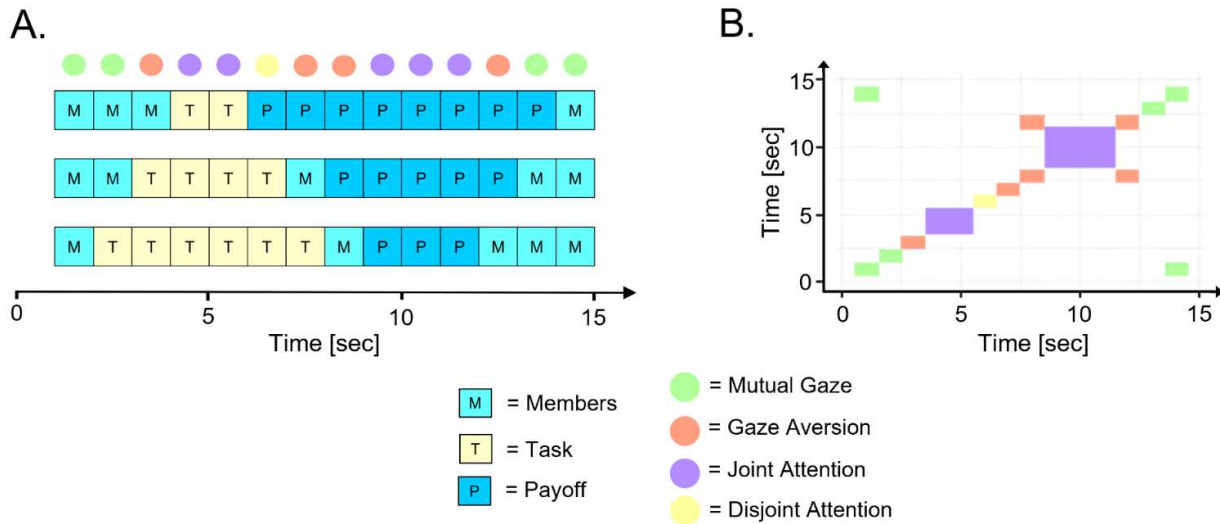 A.
M M M T T P P P P P P P P M
M M T T T T M P P P P P M M
M T T T T T T M P P P M M M
0 5 10 15
Time [sec]
B.
15
10
5
0
Time [sec]
0 5 10 15
Time [sec]
M = Members
T = Task
P = Payoff
= Mutual Gaze
= Gaze Aversion
= Joint Attention
= Disjoint Attention